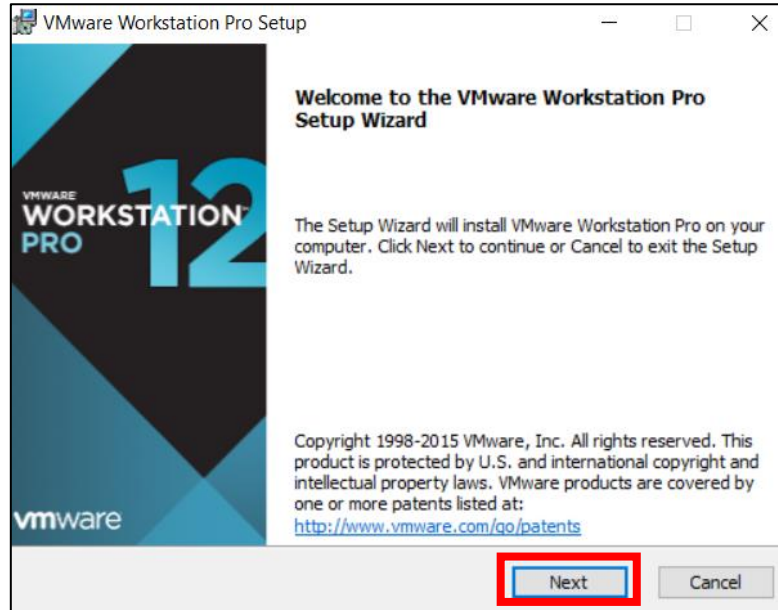 VMware Workstation Pro Setup
Welcome to the VMware Workstation Pro
Setup Wizard
VMWARE
WORKSTATION™
PRO
12
The Setup Wizard will install VMware Workstation Pro on your
computer. Click Next to continue or Cancel to exit the Setup
Wizard.
Copyright 1998-2015 VMware, Inc. All rights reserved. This
product is protected by U.S. and international copyright and
intellectual property laws. VMware products are covered by
one or more patents listed at:
http://www.vmware.com/go/patents
vmware
Next
Cancel